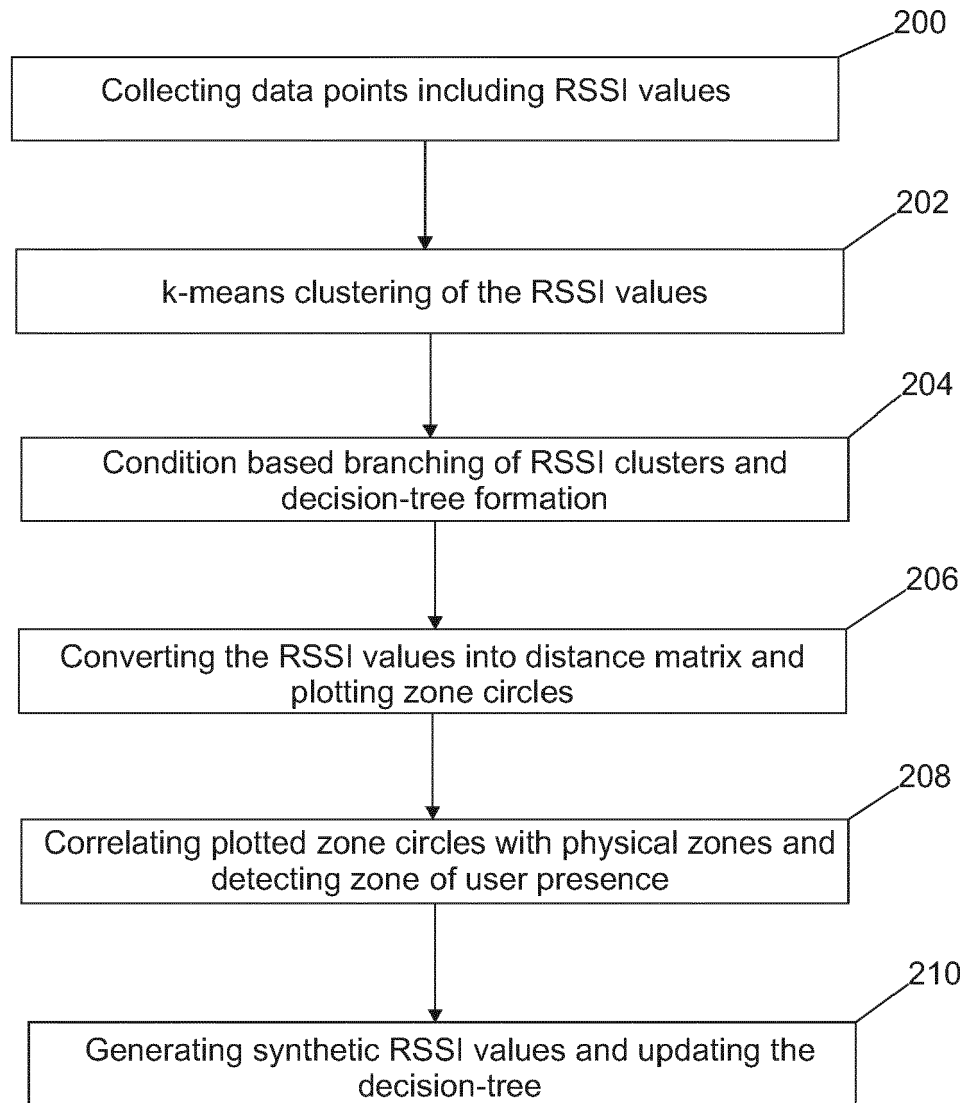 200
Collecting data points including RSSI values
202
k-means clustering of the RSSI values
204
Condition based branching of RSSI clusters and
decision-tree formation
206
Converting the RSSI values into distance matrix and
plotting zone circles
208
Correlating plotted zone circles with physical zones and
detecting zone of user presence
210
Generating synthetic RSSI values and updating the
decision-tree